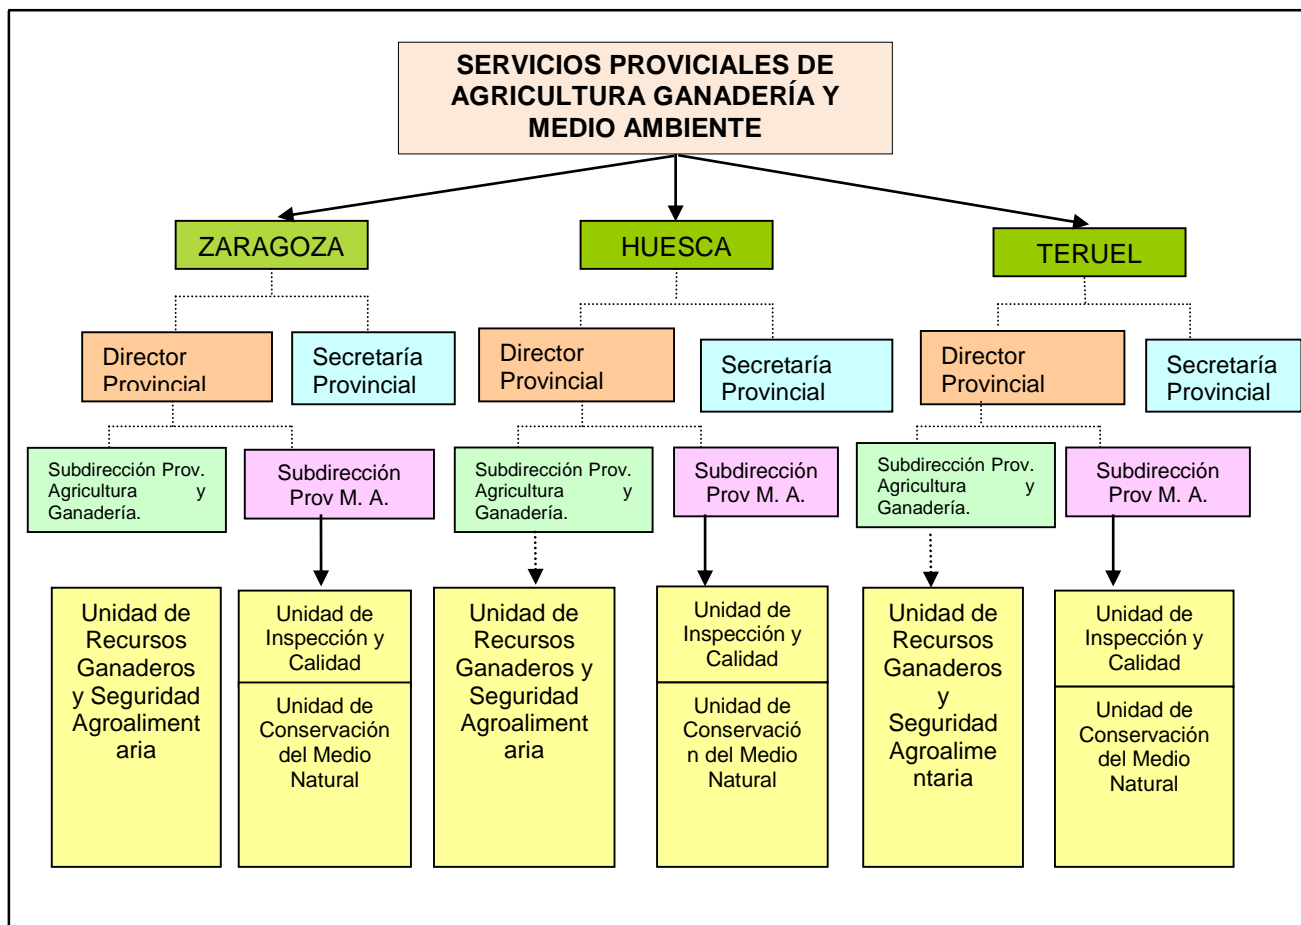 SERVICIOS PROVICIALES DE
AGRICULTURA GANADERÍA Y
MEDIO AMBIENTE
ZARAGOZA
HUESCA
TERUEL
Director
Provincial
Secretaría
Provincial
Director
Provincial
Secretaría
Provincial
Director
Provincial
Secretaría
Provincial
Subdirección Prov.
Agricultura y
Ganadería.
Subdirección
Prov M. A.
Subdirección Prov.
Agricultura y
Ganadería.
Subdirección
Prov M. A.
Subdirección Prov.
Agricultura y
Ganadería.
Subdirección
Prov M. A.
Unidad de
Recursos
Ganaderos
y Seguridad
Agroaliment
aria
Unidad de
Inspección y
Calidad
Unidad de
Conservación
del Medio
Natural
Unidad de
Recursos
Ganaderos y
Seguridad
Agroaliment
aria
Unidad de
Inspección y
Calidad
Unidad de
Conservació
n del Medio
Natural
Unidad de
Recursos
Ganaderos
y
Seguridad
Agroalime
ntaria
Unidad de
Inspección y
Calidad
Unidad de
Conservación
del Medio
Natural